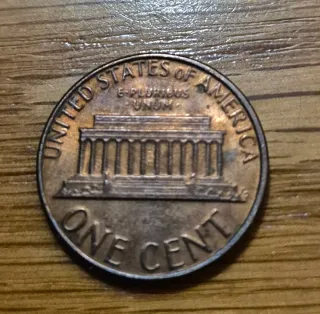 UNITED STATES OF AMERICA
E·PLURIBUS
UNUM
ONE CENT